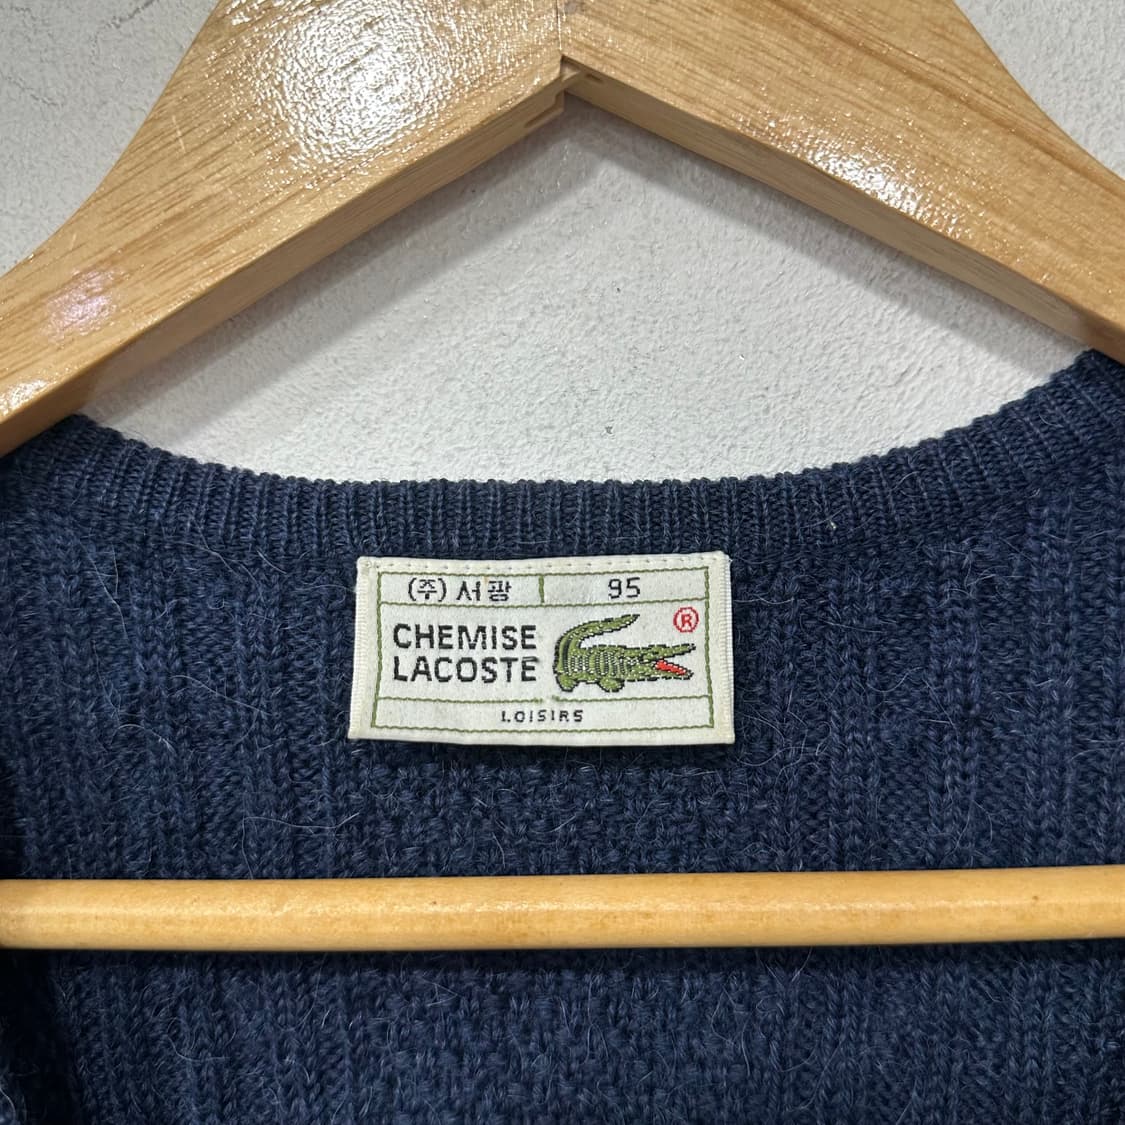 (주) 서광 95
CHEMISE
LACOSTE ®
LOISIRS